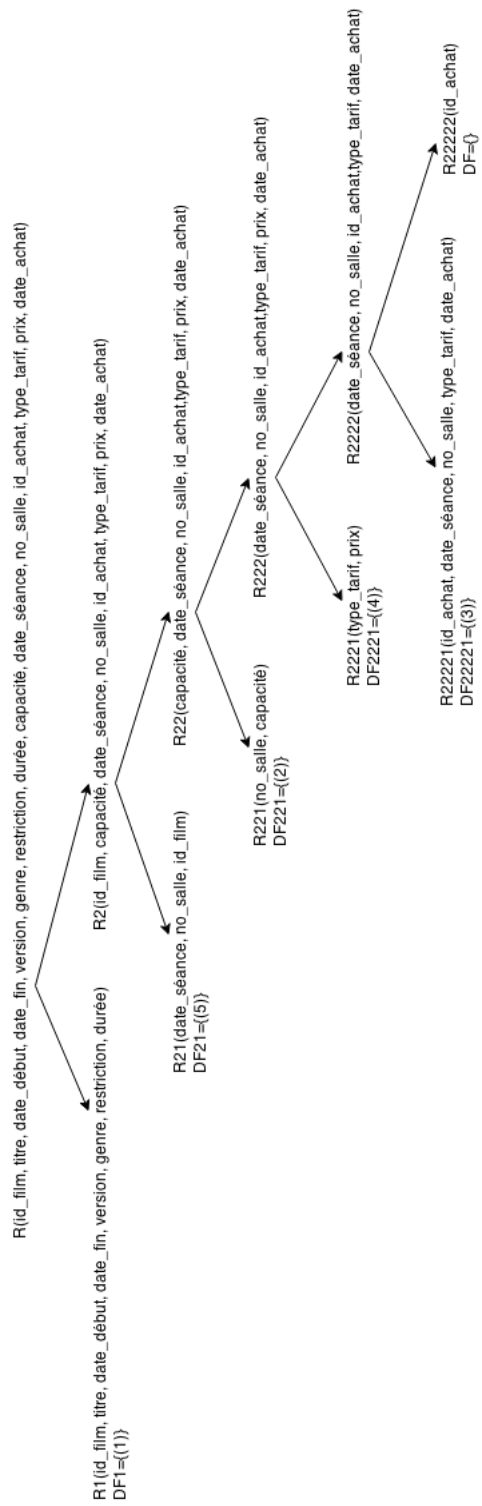 R(id_film, titre, date_début, date_fin, version, genre, restriction, durée, capacité, date_séance, no_salle, id_achat, type_tarif, prix, date_achat)
R1(id_film, titre, date_début, date_fin, version, genre, restriction, durée)
DF1={(1)}
R2(id_film, capacité, date_séance, no_salle, id_achat, type_tarif, prix, date_achat)
R21(date_séance, no_salle, id_film)
DF21={(5)}
R22(capacité, date_séance, no_salle, id_achat,type_tarif, prix, date_achat)
R221(no_salle, capacité)
DF221={(2)}
R222(date_séance, no_salle, id_achat,type_tarif, prix, date_achat)
R2221(type_tarif, prix)
DF2221={(4)}
R2222(date_séance, no_salle, id_achat,type_tarif, date_achat)
R22221(id_achat, date_séance, no_salle, type_tarif, date_achat)
DF22221={(3)}
R22222(id_achat)
DF={}